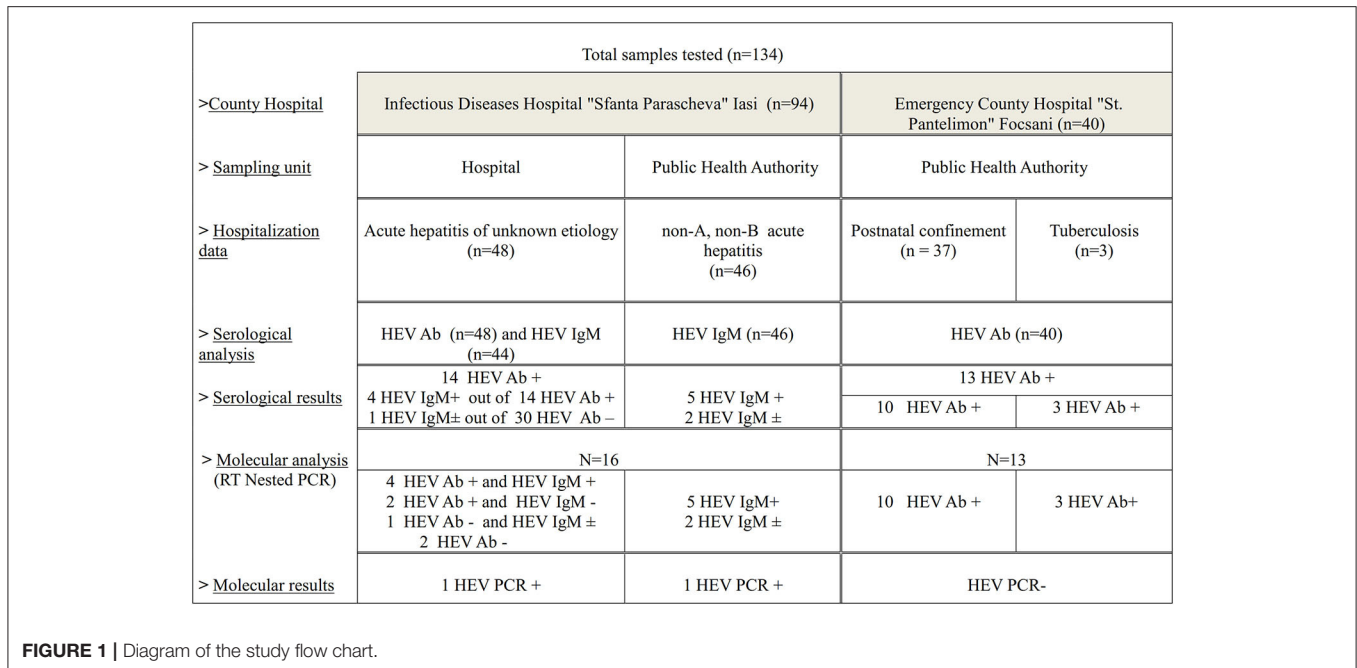 Total samples tested (n=134)
>County Hospital
Infectious Diseases Hospital "Sfanta Parascheva" Iasi (n=94)
Emergency County Hospital "St.
Pantelimon" Focsani (n=40)
> Sampling unit
Hospital
Public Health Authority
Public Health Authority
> Hospitalization
data
Acute hepatitis of unknown etiology
(n=48)
non-A, non-B acute
hepatitis
(n=46)
Postnatal confinement
(n = 37)
Tuberculosis
(n=3)
> Serological
analysis
HEV Ab (n=48) and HEV IgM
(n=44)
HEV IgM (n=46)
HEV Ab (n=40)
> Serological results
14 HEV Ab +
4 HEV IgM+ out of 14 HEV Ab +
1 HEV IgM± out of 30 HEV Ab –
5 HEV IgM +
2 HEV IgM ±
13 HEV Ab +
10 HEV Ab +
3 HEV Ab +
> Molecular analysis
(RT Nested PCR)
N=16
N=13
4 HEV Ab + and HEV IgM +
2 HEV Ab + and HEV IgM -
1 HEV Ab - and HEV IgM ±
2 HEV Ab -
5 HEV IgM+
2 HEV IgM ±
10 HEV Ab +
3 HEV Ab+
> Molecular results
1 HEV PCR +
1 HEV PCR +
HEV PCR-
FIGURE 1 | Diagram of the study flow chart.